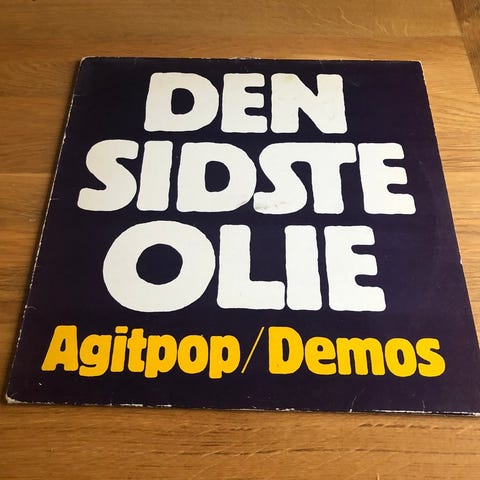 DEN
SIDSTE
OLIE
Agitpop/Demos